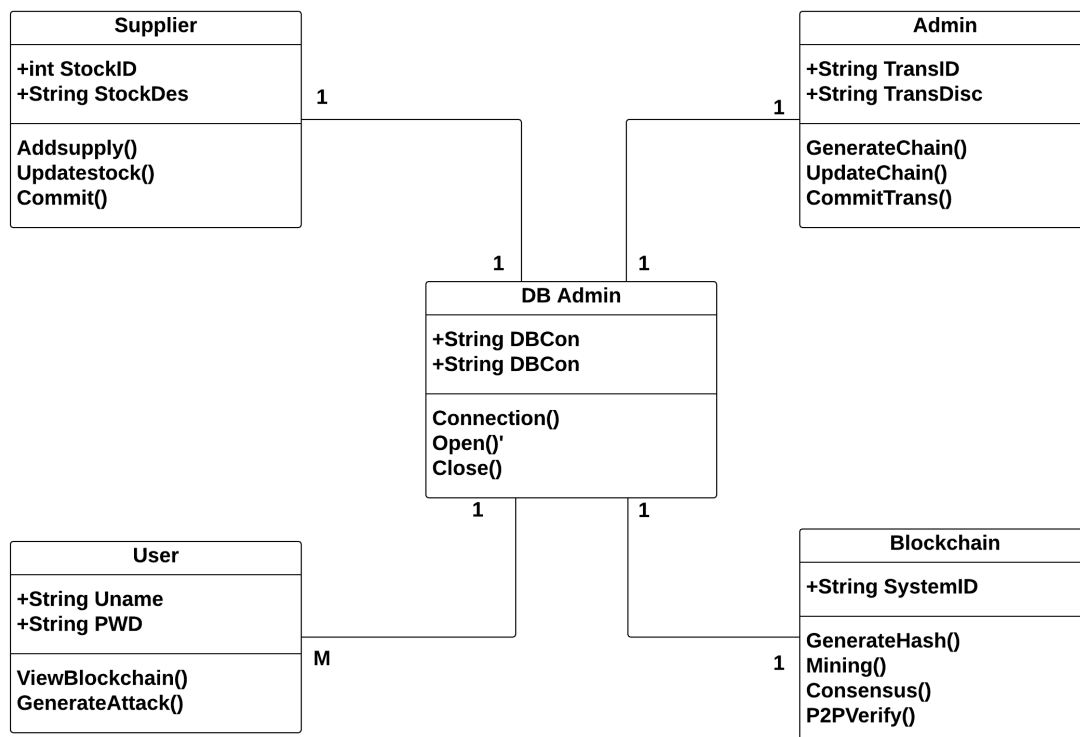 Supplier
+int StockID
+String StockDes
Addsupply()
Updatestock()
Commit()
1
Admin
+String TransID
+String TransDisc
GenerateChain()
UpdateChain()
CommitTrans()
1
1
1
DB Admin
+String DBCon
+String DBCon
Connection()
Open()'
Close()
1
1
User
+String Uname
+String PWD
ViewBlockchain()
GenerateAttack()
M
Blockchain
+String SystemID
GenerateHash()
Mining()
Consensus()
P2PVerify()
1